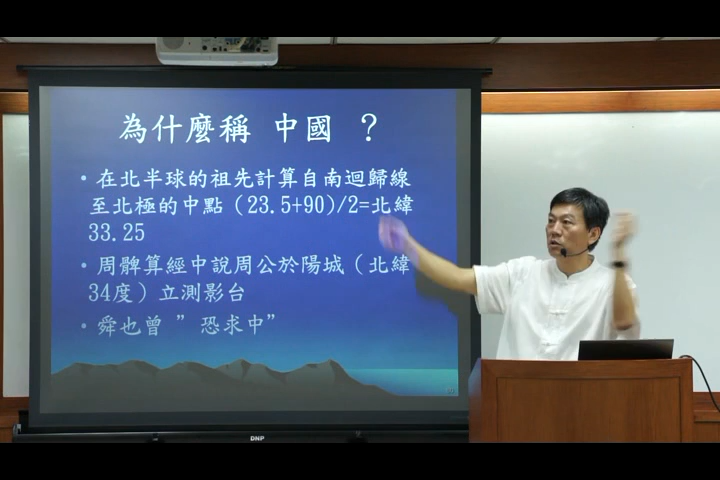 為什麼稱 中國 ？
· 在北半球的祖先計算自南迴歸線
至北極的中點（23.5+90)/2=北緯
33.25
· 周髀算經中說周公於陽城（北緯
34度）立測影台
· 舜也曾 ”恐求中”
DNP